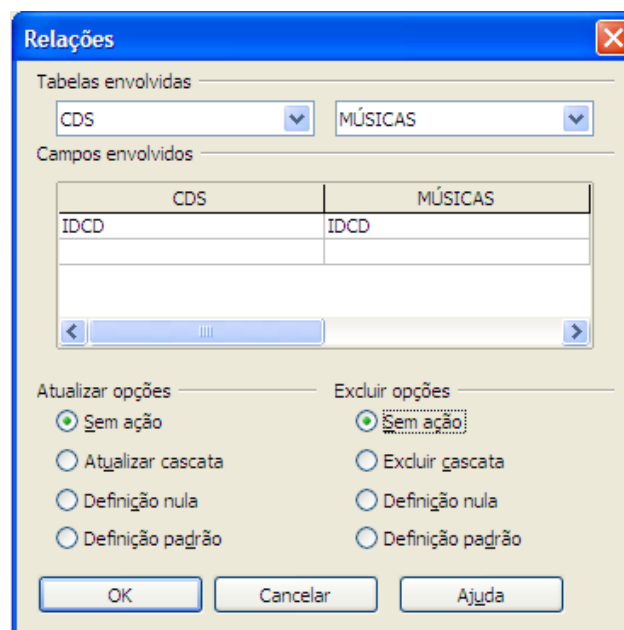 Relações
Tabelas envolvidas
CDS MÚSICAS
Campos envolvidos
CDS MÚSICAS
IDCD IDCD
Atualizar opções Excluir opções
Sem ação Sem ação
Atualizar cascata Excluir cascata
Definição nula Definição nula
Definição padrão Definição padrão
OK Cancelar Ajuda